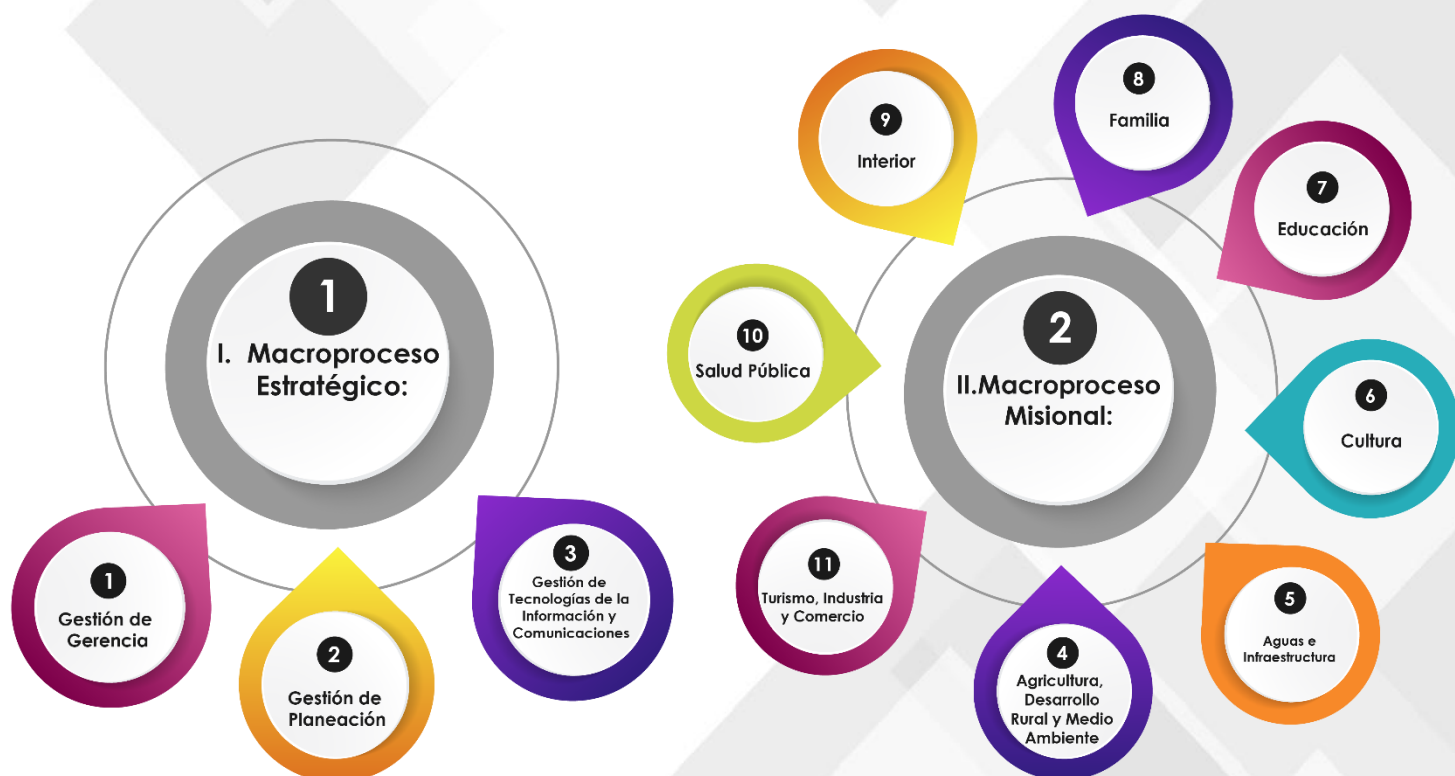 1
I. Macroproceso
Estratégico:
1
Gestión de
Gerencia
2
Gestión de
Planeación
3
Gestión de
Tecnologías de la
Información y
Comunicaciones
2
II.Macroproceso
Misional:
4
Agricultura,
Desarrollo
Rural y Medio
Ambiente
5
Aguas e
Infraestructura
6
Cultura
7
Educación
8
Familia
9
Interior
10
Salud Pública
11
Turismo, Industria
y Comercio